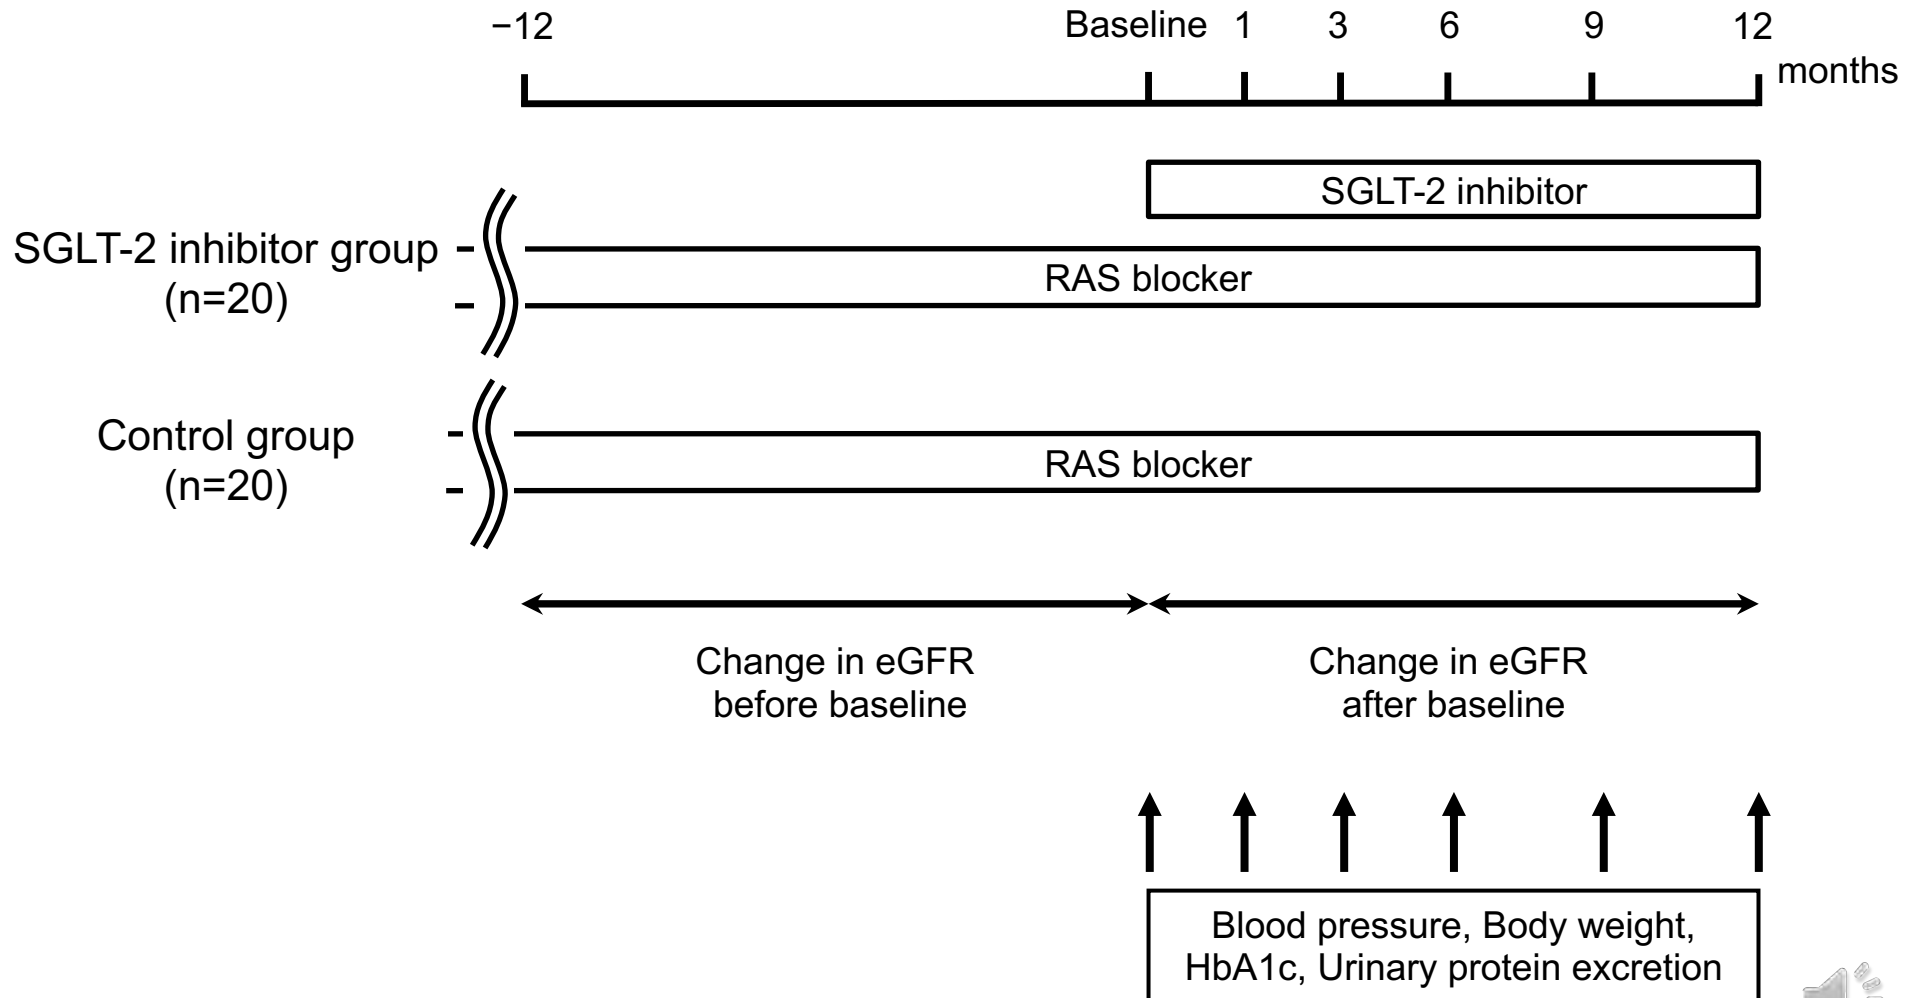 −12 Baseline 1 3 6 9 12
months
SGLT-2 inhibitor
SGLT-2 inhibitor group
(n=20)
RAS blocker
Control group
(n=20)
RAS blocker
Change in eGFR
before baseline
Change in eGFR
after baseline
Blood pressure, Body weight,
HbA1c, Urinary protein excretion